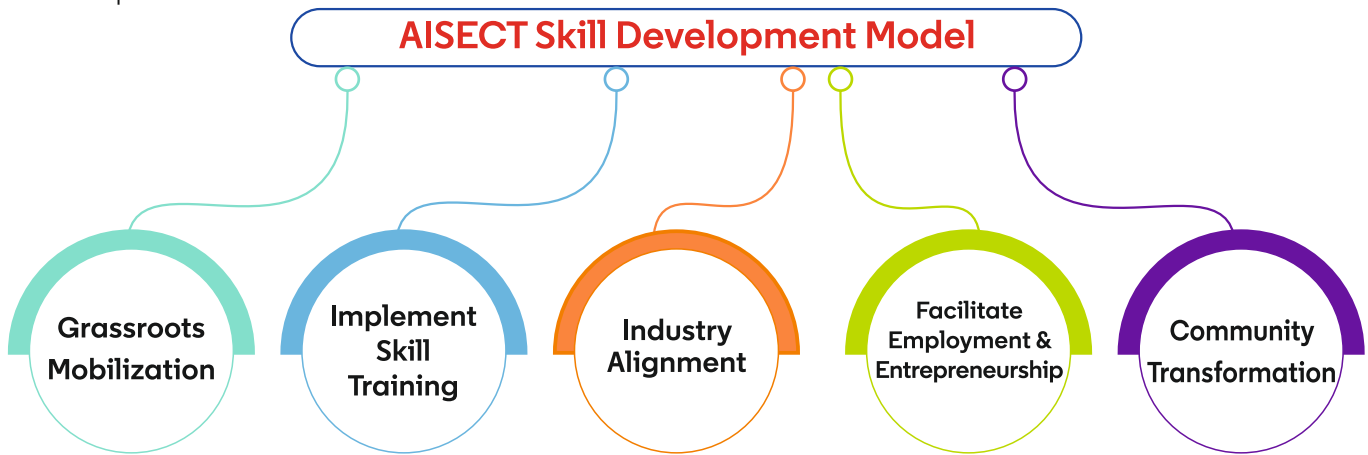 AISECT Skill Development Model
Grassroots
Mobilization
Implement
Skill
Training
Industry
Alignment
Facilitate
Employment &
Entrepreneurship
Community
Transformation